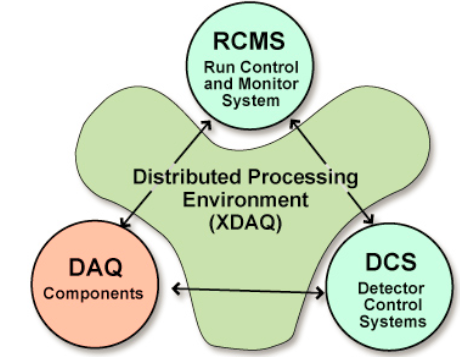 RCMS
Run Control
and Monitor
System
Distributed Processing
Environment
(XDAQ)
DAQ
Components
DCS
Detector
Control
Systems